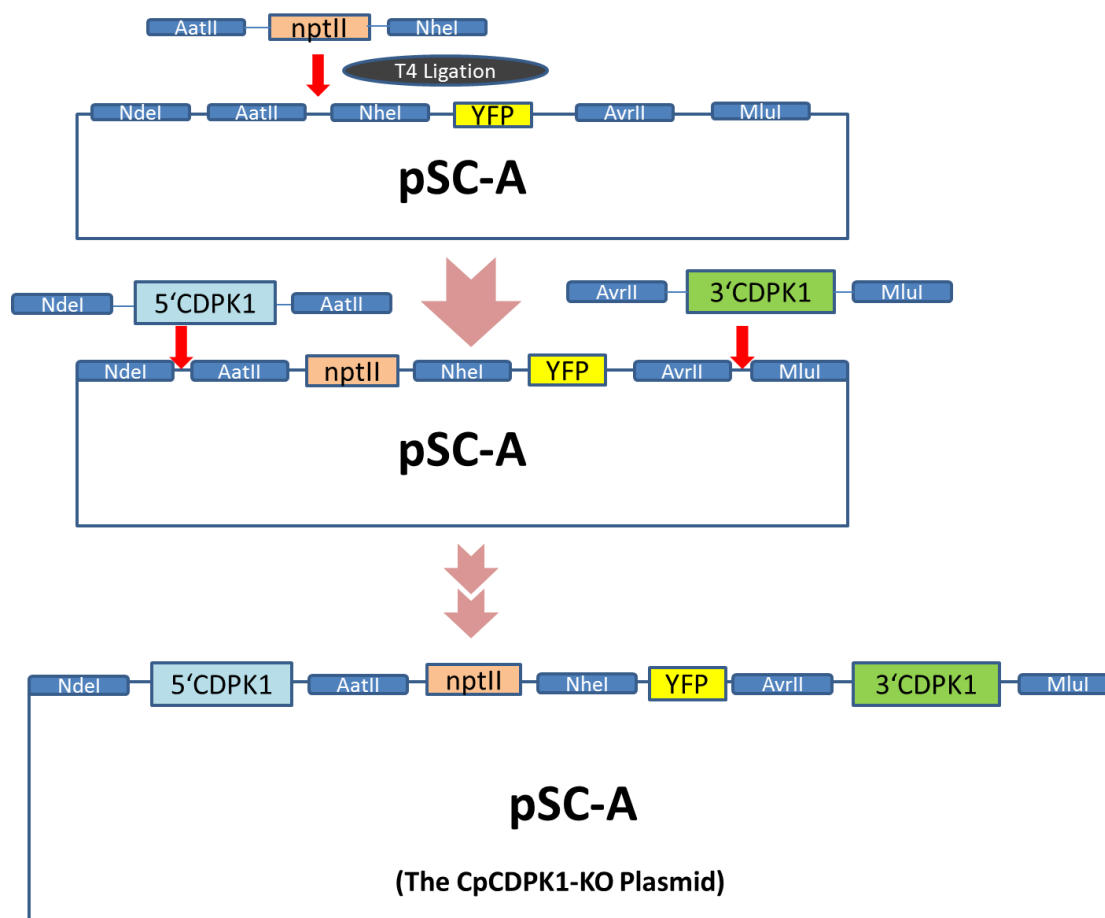 AatII nptII NheI
T4 Ligation
NdeI AatII NheI YFP AvrII MluI
pSC-A
NdeI 5‘CDPK1 AatII
AvrII 3‘CDPK1 MluI
NdeI AatII nptII NheI YFP AvrII MluI
pSC-A
NdeI 5‘CDPK1 AatII nptII NheI YFP AvrII 3‘CDPK1 MluI
pSC-A
(The CpCDPK1-KO Plasmid)